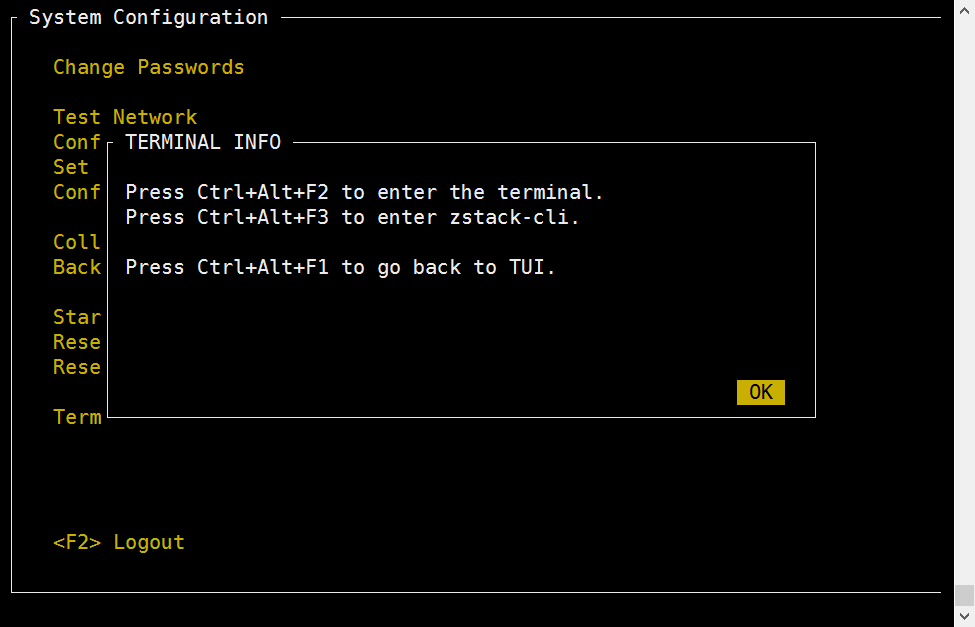 System Configuration
Change Passwords
Test Network
Conf
TERMINAL INFO
Set
Conf
Press Ctrl+Alt+F2 to enter the terminal.
Press Ctrl+Alt+F3 to enter zstack-cli.
Coll
Back
Press Ctrl+Alt+F1 to go back to TUI.
Star
Rese
Rese
OK
Term
<F2> Logout